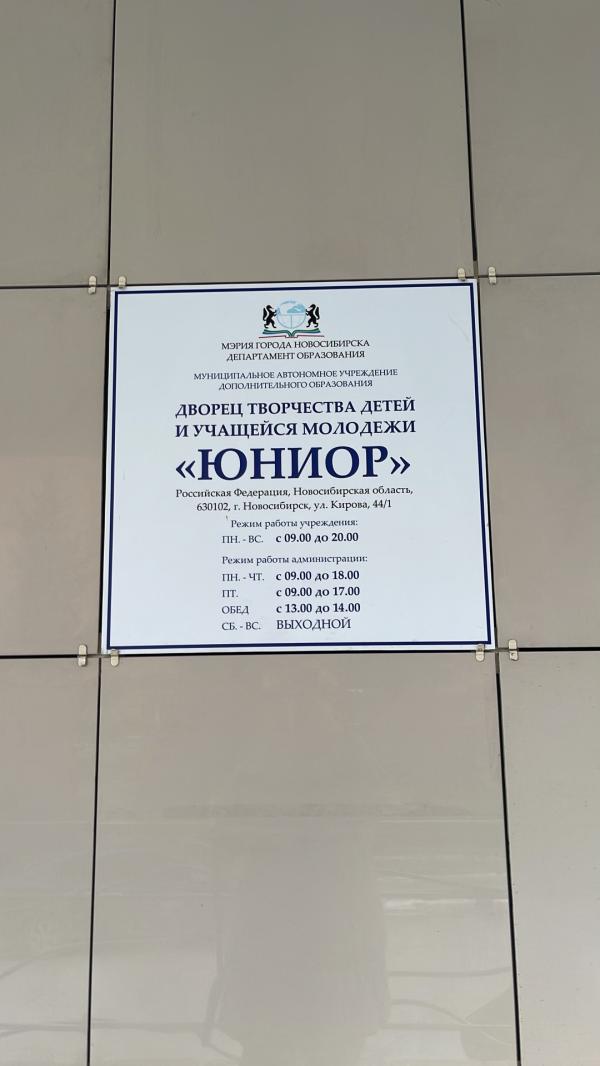 МЭРИЯ ГОРОДА НОВОСИБИРСКА
ДЕПАРТАМЕНТ ОБРАЗОВАНИЯ
МУНИЦИПАЛЬНОЕ АВТОНОМНОЕ УЧРЕЖДЕНИЕ
ДОПОЛНИТЕЛЬНОГО ОБРАЗОВАНИЯ
ДВОРЕЦ ТВОРЧЕСТВА ДЕТЕЙ
И УЧАЩЕЙСЯ МОЛОДЕЖИ
«ЮНИОР»
Российская Федерация, Новосибирская область,
630102, г. Новосибирск, ул. Кирова, 44/1
Режим работы учреждения:
ПН. - ВС. с 09.00 до 20.00
Режим работы администрации:
ПН. - ЧТ. с 09.00 до 18.00
ПТ. с 09.00 до 17.00
ОБЕД с 13.00 до 14.00
СБ. - ВС. ВЫХОДНОЙ